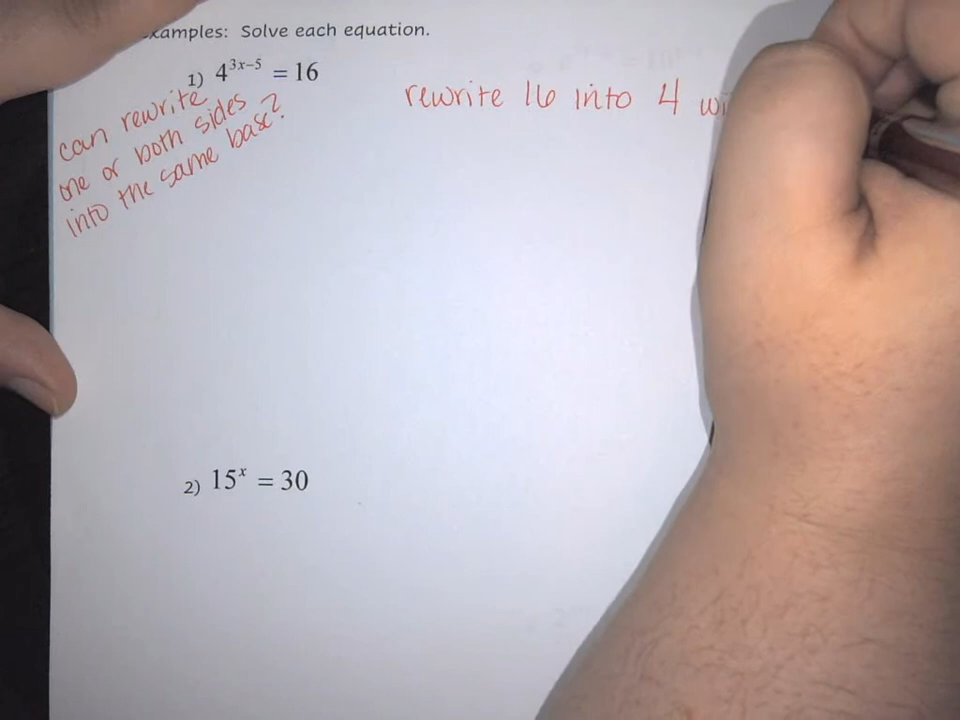 Solve each equation.
1) 4^{3x-5} = 16
can rewrite
one or both sides
into the same base?
rewrite 16 into 4
2) 15^x = 30